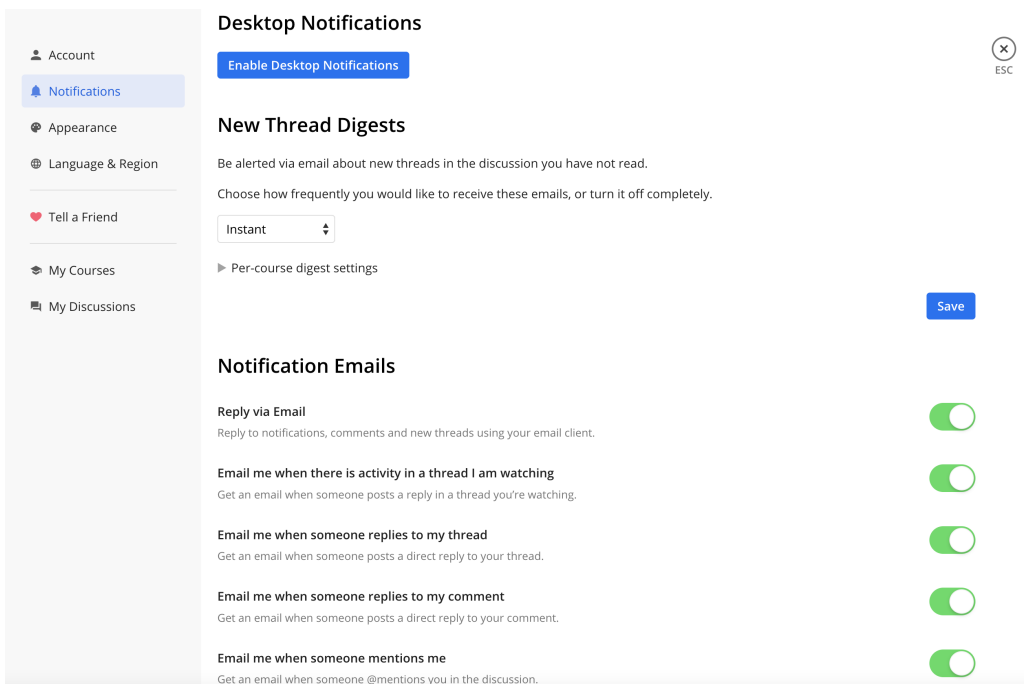 Account
Notifications
Appearance
Language & Region
Tell a Friend
My Courses
My Discussions
Desktop Notifications
Enable Desktop Notifications
ESC
New Thread Digests
Be alerted via email about new threads in the discussion you have not read.
Choose how frequently you would like to receive these emails, or turn it off completely.
Instant
Per-course digest settings
Save
Notification Emails
Reply via Email
Reply to notifications, comments and new threads using your email client.
Email me when there is activity in a thread I am watching
Get an email when someone posts a reply in a thread you’re watching.
Email me when someone replies to my thread
Get an email when someone posts a direct reply to your thread.
Email me when someone replies to my comment
Get an email when someone posts a direct reply to your comment.
Email me when someone mentions me
Get an email when someone @mentions you in the discussion.